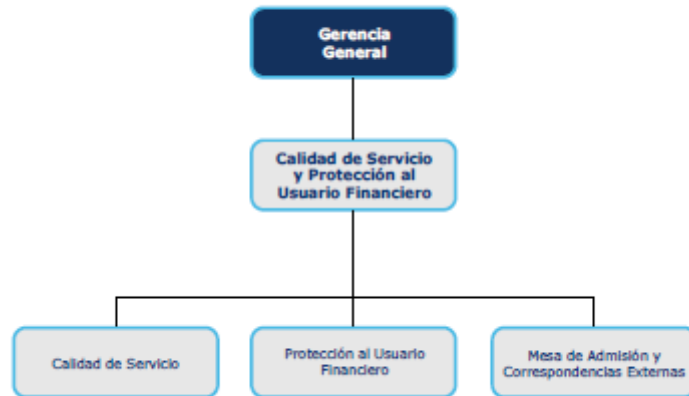 Gerencia
General
Calidad de Servicio
y Protección al
Usuario Financiero
Calidad de Servicio
Protección al Usuario
Financiero
Mesa de Admisión y
Correspondencias Externas